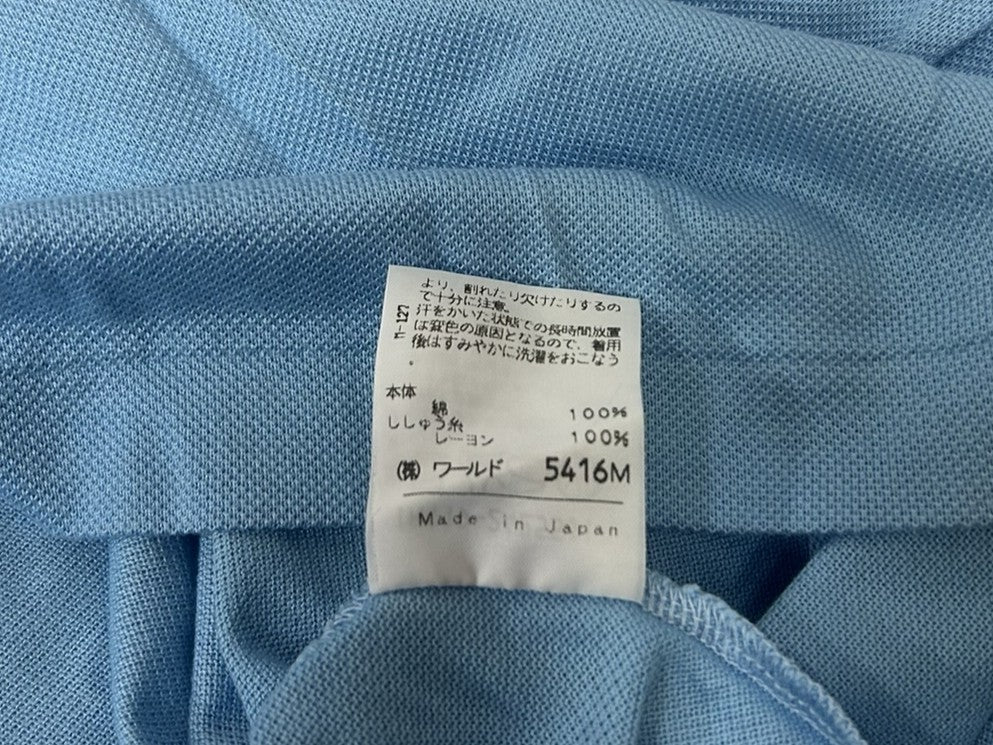 より、割れたり欠けたりするの
で十分に注意。
汗をかいた状態での長時間放置
は変色の原因となるので、着用
後はすみやかに洗濯をおこなう
。
本体
綿 100%
ししゅう糸
レーヨン 100%
(株) ワールド 5416M
Made in Japan